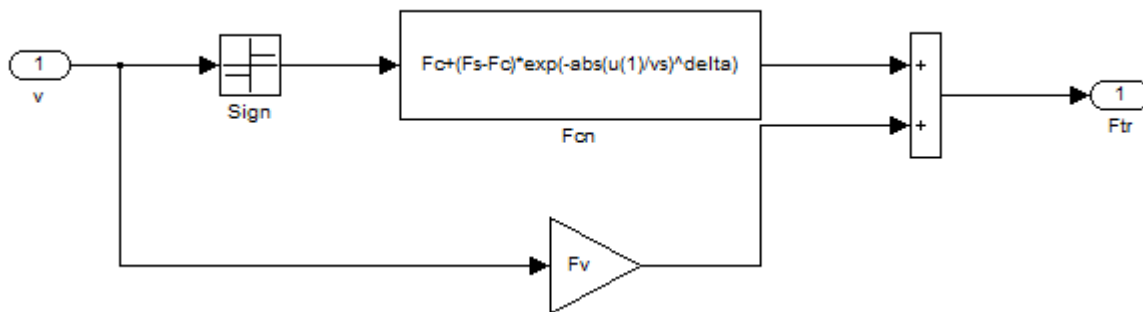 1
v
Sign
Fc+(Fs-Fc)*exp(-abs(u(1)/vs)^delta)
Fcn
Fv
+
+
1
Ftr